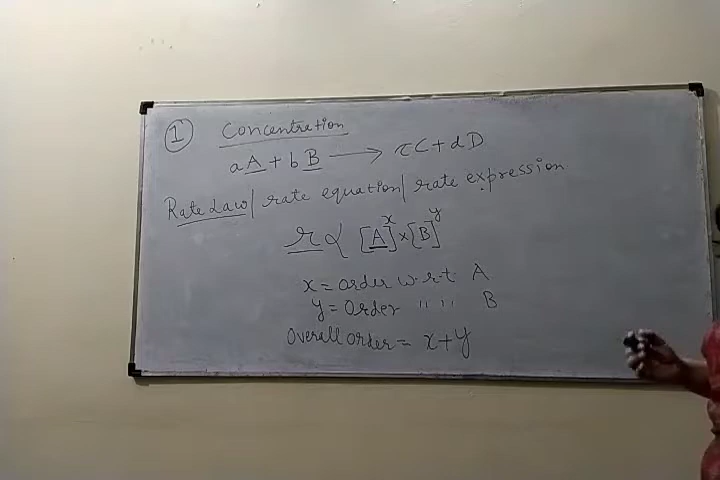 ① Concentration
aA + bB → cC + dD
Rate Law / rate equation / rate expression
r ∝ [A]^x × [B]^y
x = order w.r.t. A
y = Order " " B
Overall order = x + y